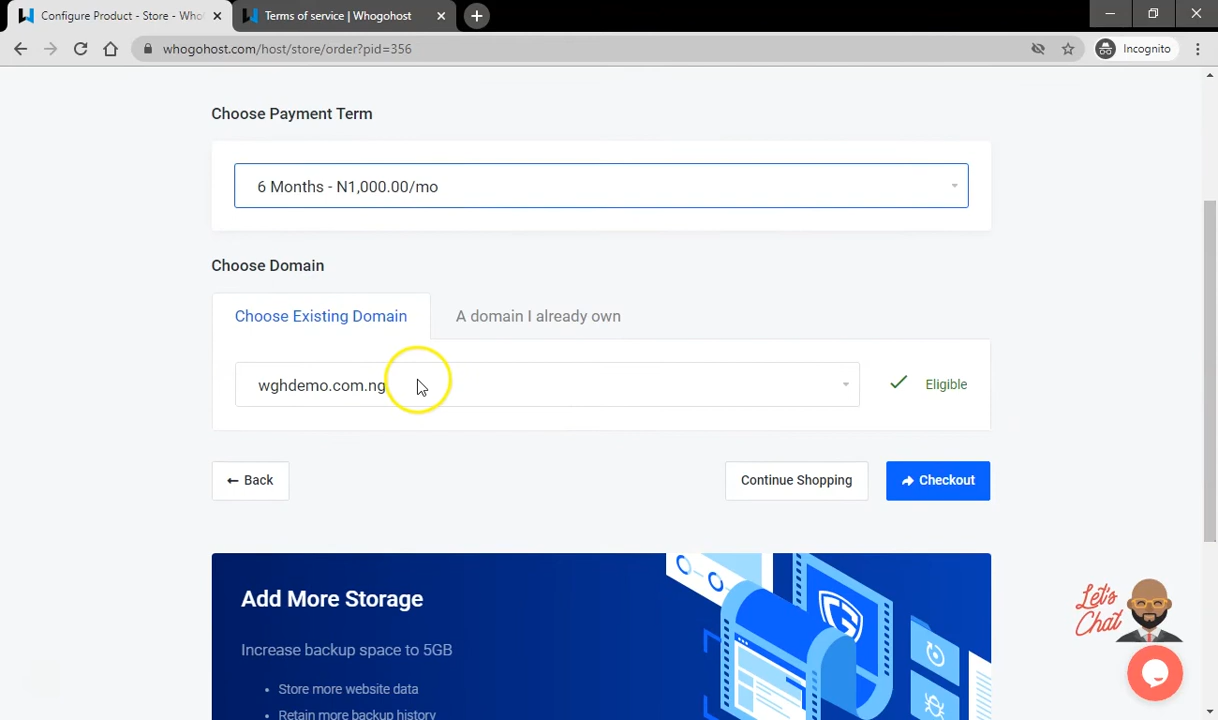 Configure Product - Store - Who
Terms of service | Whogohost
whogohost.com/host/store/order?pid=356
Incognito
Choose Payment Term
6 Months - N1,000.00/mo
Choose Domain
Choose Existing Domain
A domain I already own
wghdemo.com.ng
Eligible
← Back
Continue Shopping
Checkout
Add More Storage
Increase backup space to 5GB
• Store more website data
• Retain more backup history
Let's
Chat